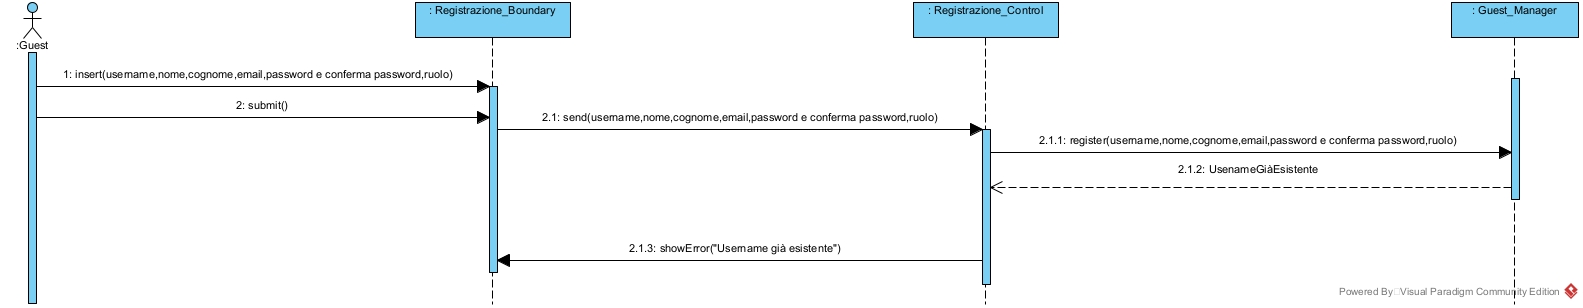 : Registrazione_Boundary
: Registrazione_Control
: Guest_Manager
:Guest
1: insert(username,nome,cognome,email,password e conferma password,ruolo)
2: submit()
2.1: send(username,nome,cognome,email,password e conferma password,ruolo)
2.1.1: register(username,nome,cognome,email,password e conferma password,ruolo)
2.1.2: UsenameGiàEsistente
2.1.3: showError("Username già esistente")
Powered By Visual Paradigm Community Edition